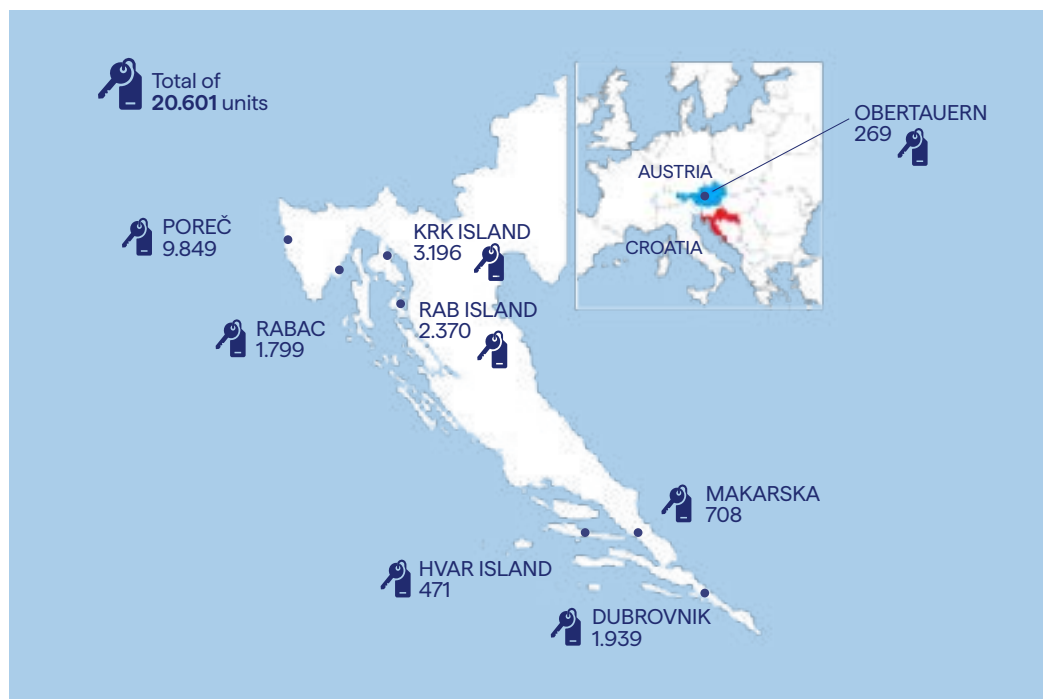 Total of
20.601 units
OBERTAUERN
269
AUSTRIA
CROATIA
POREČ
9.849
KRK ISLAND
3.196
RAB ISLAND
2.370
RABAC
1.799
MAKARSKA
708
HVAR ISLAND
471
DUBROVNIK
1.939